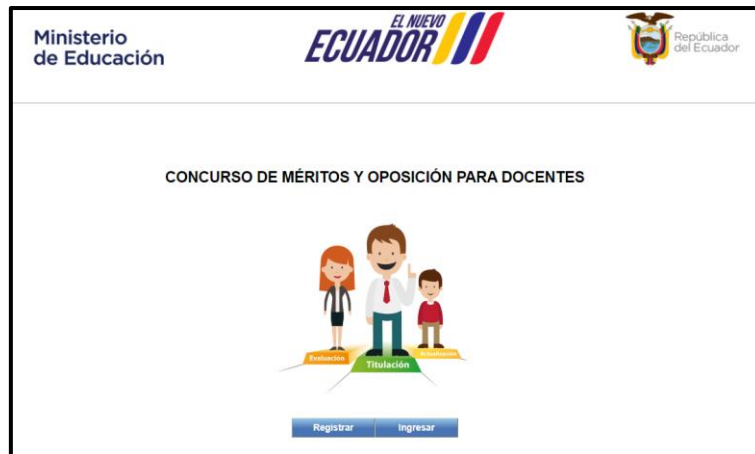 Ministerio
de Educación
EL NUEVO
ECUADOR
República
del Ecuador
CONCURSO DE MÉRITOS Y OPOSICIÓN PARA DOCENTES
Evaluación
Titulación
Actualización
Registrar
Ingresar